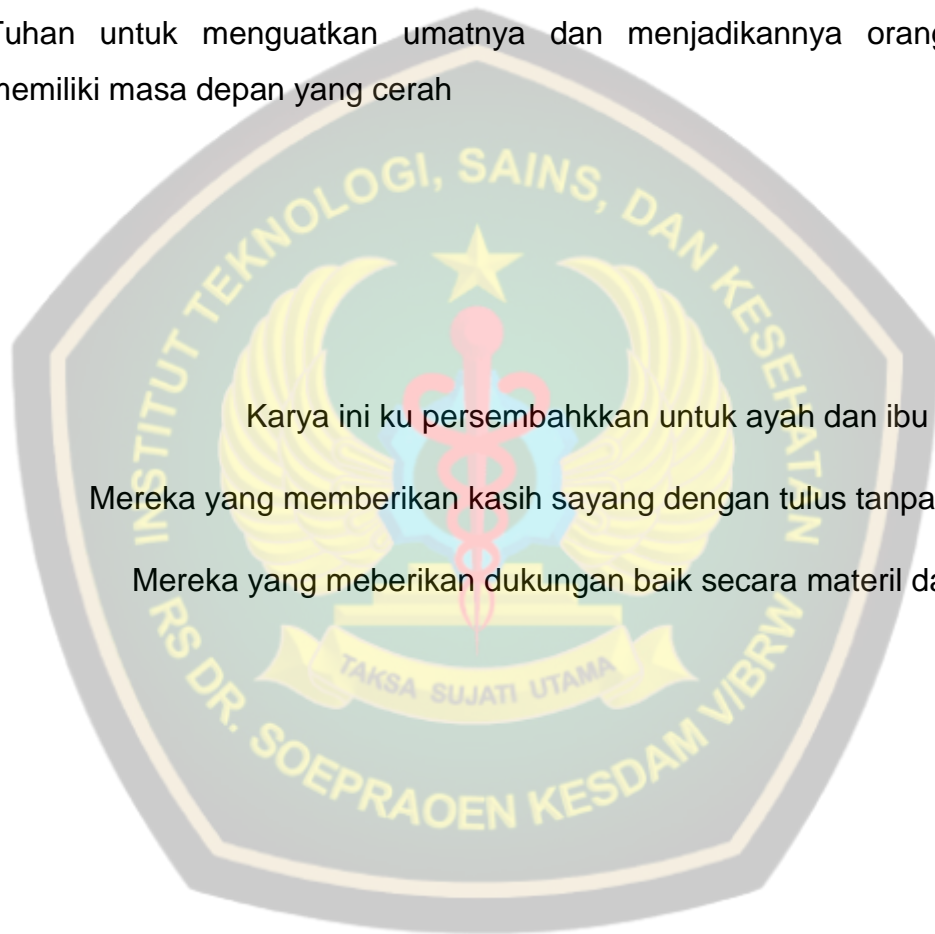 Tuhan untuk menguatkan umatnya dan menjadikannya orang
memiliki masa depan yang cerah
INSTITUT TEKNOLOGI, SAINS, DAN KESEHATAN
Karya ini ku persembahkkan untuk ayah dan ibu
Mereka yang memberikan kasih sayang dengan tulus tanpa
Mereka yang meberikan dukungan baik secara materil da
TAKSA SUJATI UTAMA
RS DR. SOEPRAOEN KESDAM V/BRW